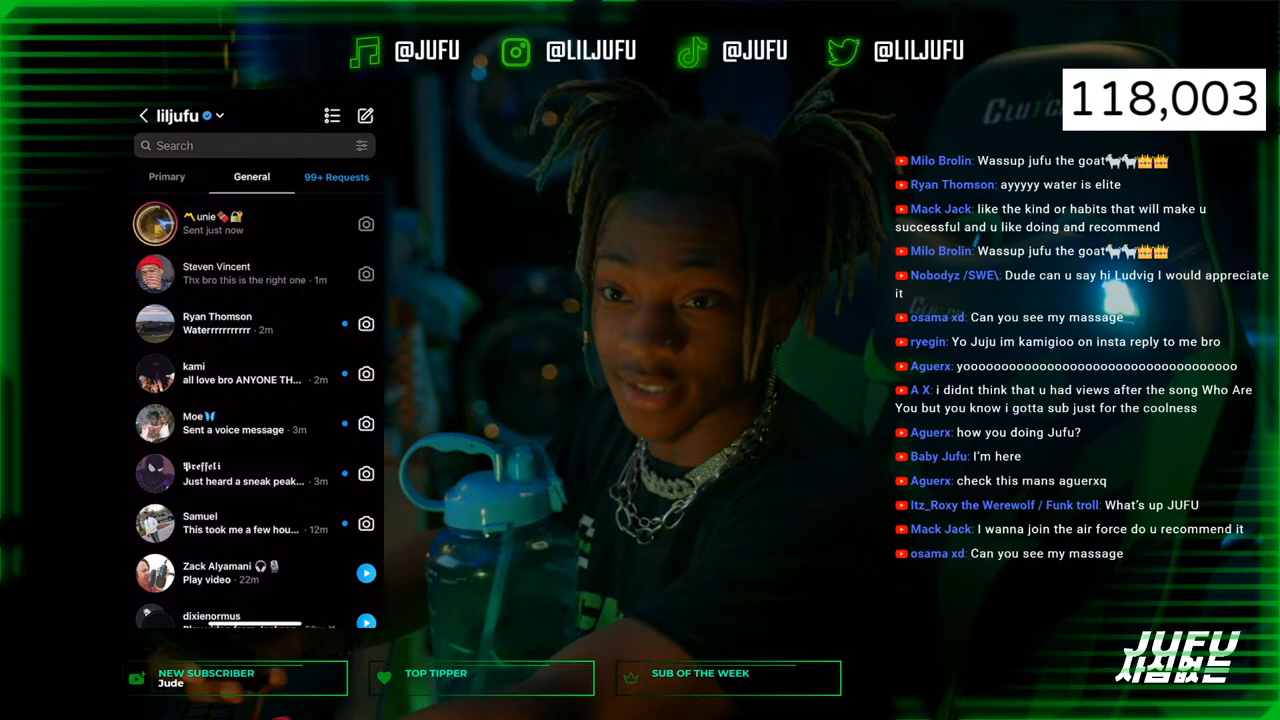 @JUFU
@LILJUFU
@JUFU
@LILJUFU
118,003
liljufu
Search
Primary
General
99+ Requests
unie
Sent just now
Steven Vincent
Thx bro this is the right one · 1m
Ryan Thomson
Waterrrrrrrrrr · 2m
kami
all love bro ANYONE TH... · 2m
Moe
Sent a voice message · 3m
𝕻𝖗𝖊𝖋𝖋𝖊𝖑𝖎
Just heard a sneak peak... · 3m
Samuel
This took me a few hou... · 12m
Zack Alyamani
Play video · 22m
dixienormus
CLUTCH
Milo Brolin: Wassup jufu the goat🐐🐐👑👑
Ryan Thomson: ayyyyy water is elite
Mack Jack: like the kind or habits that will make u
successful and u like doing and recommend
Milo Brolin: Wassup jufu the goat🐐🐐👑👑
Nobodyz /SWE\: Dude can u say hi Ludvig I would appreciate
it
osama xd: Can you see my massage
ryegin: Yo Juju im kamigioo on insta reply to me bro
Aguerx: yooooooooooooooooooooooooooooooooooooo
A X: i didnt think that u had views after the song Who Are
You but you know i gotta sub just for the coolness
Aguerx: how you doing Jufu?
Baby Jufu: I'm here
Aguerx: check this mans aguerxq
Itz_Roxy the Werewolf / Funk troll: What's up JUFU
Mack Jack: I wanna join the air force do u recommend it
osama xd: Can you see my massage
NEW SUBSCRIBER
Jude
TOP TIPPER
SUB OF THE WEEK
JUFU
사심없는